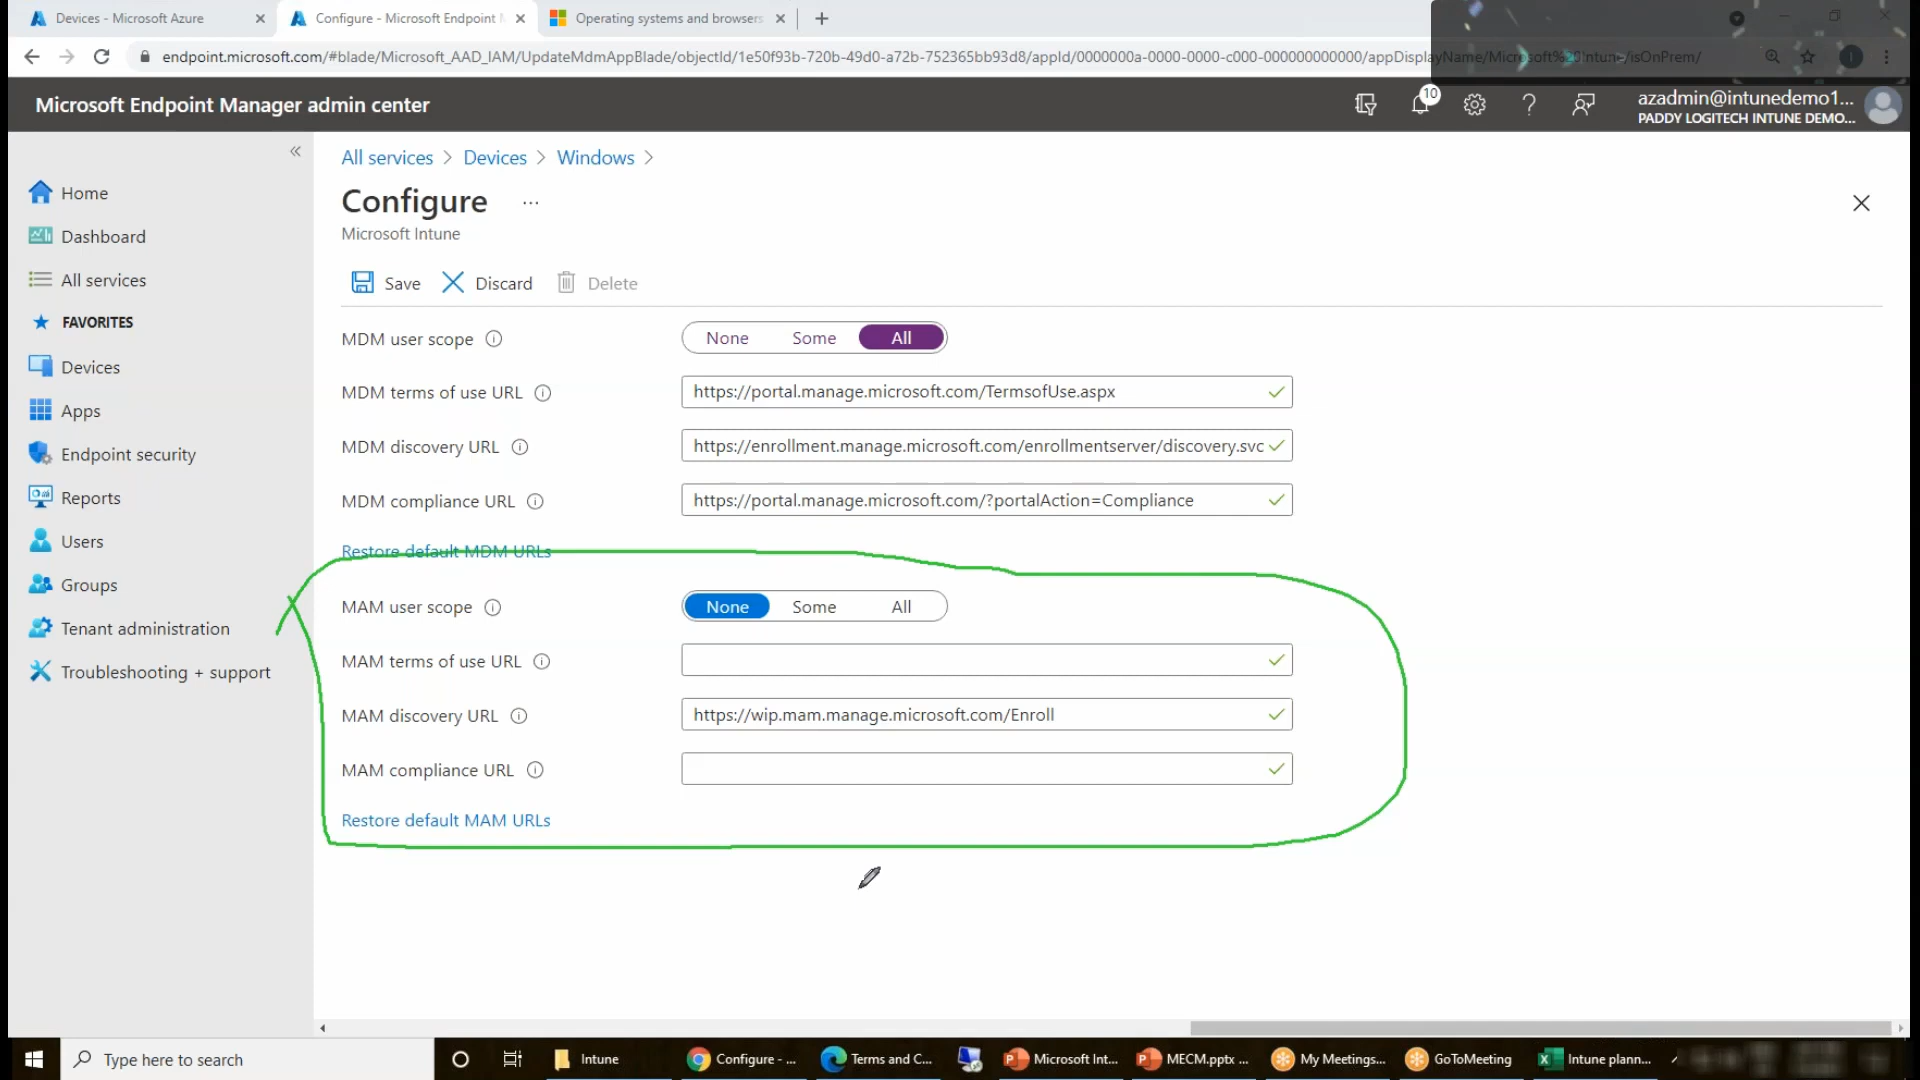 Devices - Microsoft Azure
Configure - Microsoft Endpoint
Operating systems and browsers
endpoint.microsoft.com/#blade/Microsoft_AAD_IAM/UpdateMdmAppBlade/objectId/1e50f93b-720b-49d0-a72b-752365bb93d8/appId/0000000a-0000-0000-c000-000000000000/appDisplayName/Microsoft%20Intune/isOnPrem/
Microsoft Endpoint Manager admin center
10
azadmin@intunedemo1...
PADDY LOGITECH INTUNE DEMO...
«
Home
Dashboard
All services
FAVORITES
Devices
Apps
Endpoint security
Reports
Users
Groups
Tenant administration
Troubleshooting + support
All services > Devices > Windows >
Configure ...
Microsoft Intune
Save Discard Delete
MDM user scope None Some All
MDM terms of use URL https://portal.manage.microsoft.com/TermsofUse.aspx
MDM discovery URL https://enrollment.manage.microsoft.com/enrollmentserver/discovery.svc
MDM compliance URL https://portal.manage.microsoft.com/?portalAction=Compliance
Restore default MDM URLs
MAM user scope None Some All
MAM terms of use URL
MAM discovery URL https://wip.mam.manage.microsoft.com/Enroll
MAM compliance URL
Restore default MAM URLs
Type here to search
Intune
Configure - ...
Terms and C...
Microsoft Int...
MECM.pptx ...
My Meetings...
GoToMeeting
Intune plann...